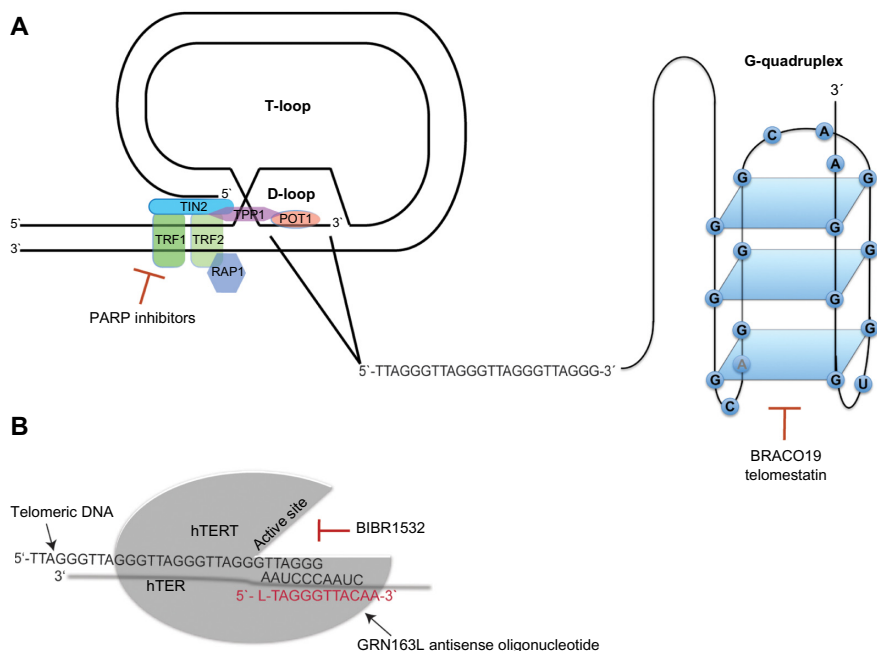 A
T-loop
D-loop
5`
TIN2
TPP1
POT1
3´
5`
TRF1
TRF2
3`
RAP1
PARP inhibitors
5`-TTAGGGTTAGGGTTAGGGTTAGGG-3´
G-quadruplex
3´
C
A
A
G
G
G
G
G
G
G
G
G
G
A
G
G
C
U
BRACO19
telomestatin
B
Telomeric DNA
hTERT
Active site
BIBR1532
5‘-TTAGGGTTAGGGTTAGGGTTAGGGTTAGGG
3‘
hTER
AAUCCCAAUC
5`- L-TAGGGTTACAA-3`
GRN163L antisense oligonucleotide